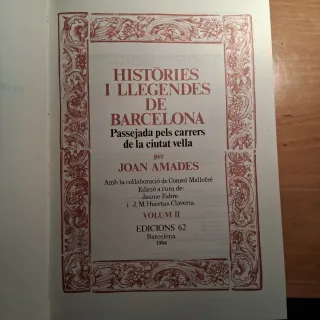 HISTÒRIES
I LLEGENDES
DE
BARCELONA
Passejada pels carrers
de la ciutat vella
per
JOAN AMADES
Amb la col·laboració de Consol Mallofré
Edició a cura de:
Jaume Fabre
i J. M. Huertas Claveria
VOLUM II
EDICIONS 62
Barcelona
1984